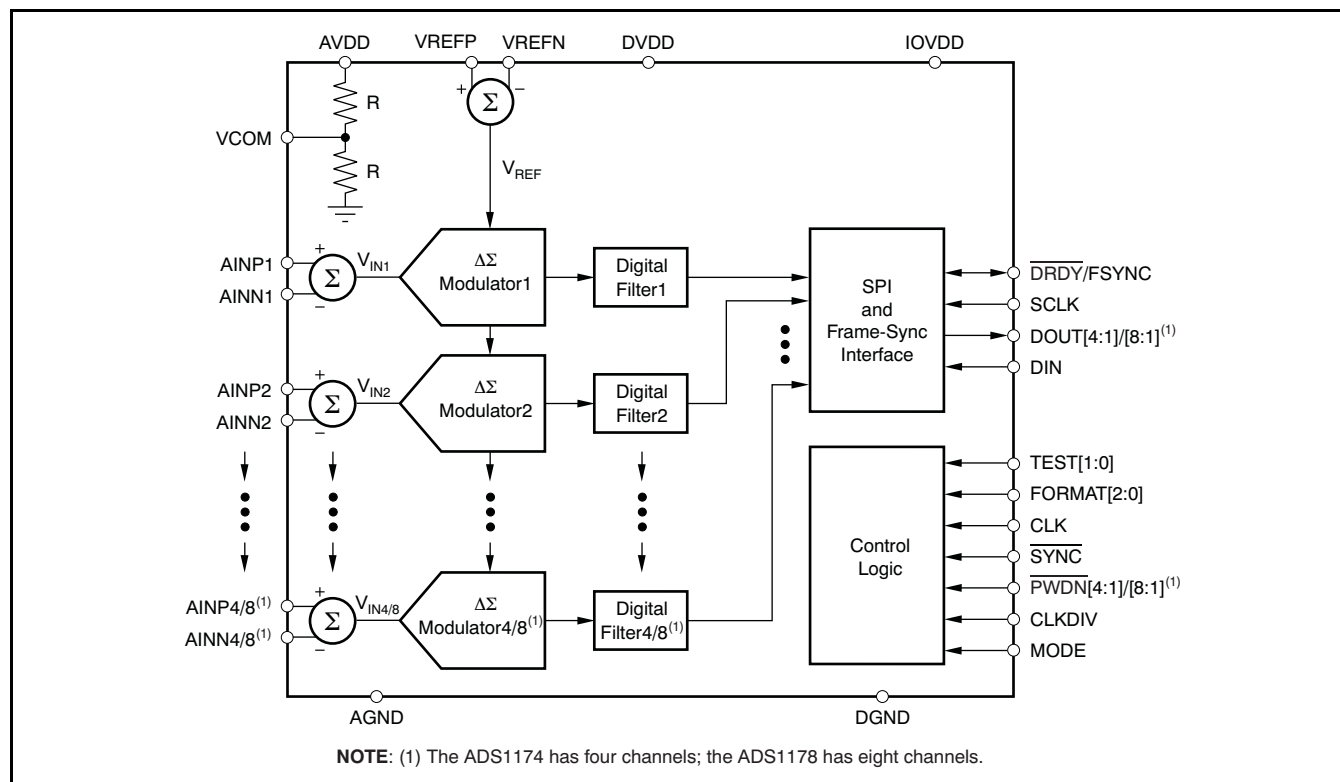 AVDD
VREFP
VREFN
DVDD
IOVDD
+
−
Σ
R
VCOM
R
VREF
AINP1
AINN1
+
−
Σ
VIN1
ΔΣ
Modulator1
Digital
Filter1
SPI
and
Frame-Sync
Interface
DRDY/FSYNC
SCLK
DOUT[4:1]/[8:1](1)
DIN
AINP2
AINN2
+
−
Σ
VIN2
ΔΣ
Modulator2
Digital
Filter2
Control
Logic
TEST[1:0]
FORMAT[2:0]
CLK
SYNC
PWDN[4:1]/[8:1](1)
CLKDIV
MODE
AINP4/8(1)
AINN4/8(1)
+
−
Σ
VIN4/8
ΔΣ
Modulator4/8(1)
Digital
Filter4/8(1)
AGND
DGND
NOTE: (1) The ADS1174 has four channels; the ADS1178 has eight channels.